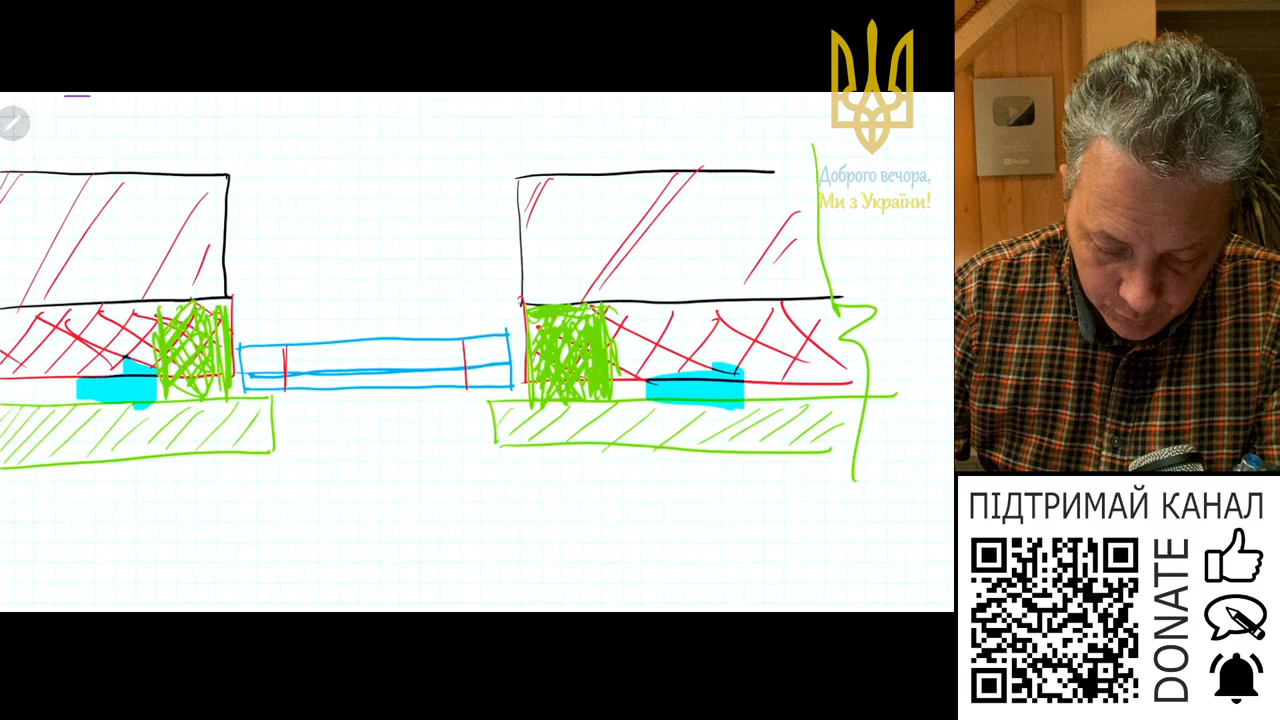 Доброго вечора,
Ми з України!
ПІДТРИМАЙ КАНАЛ
DONATE